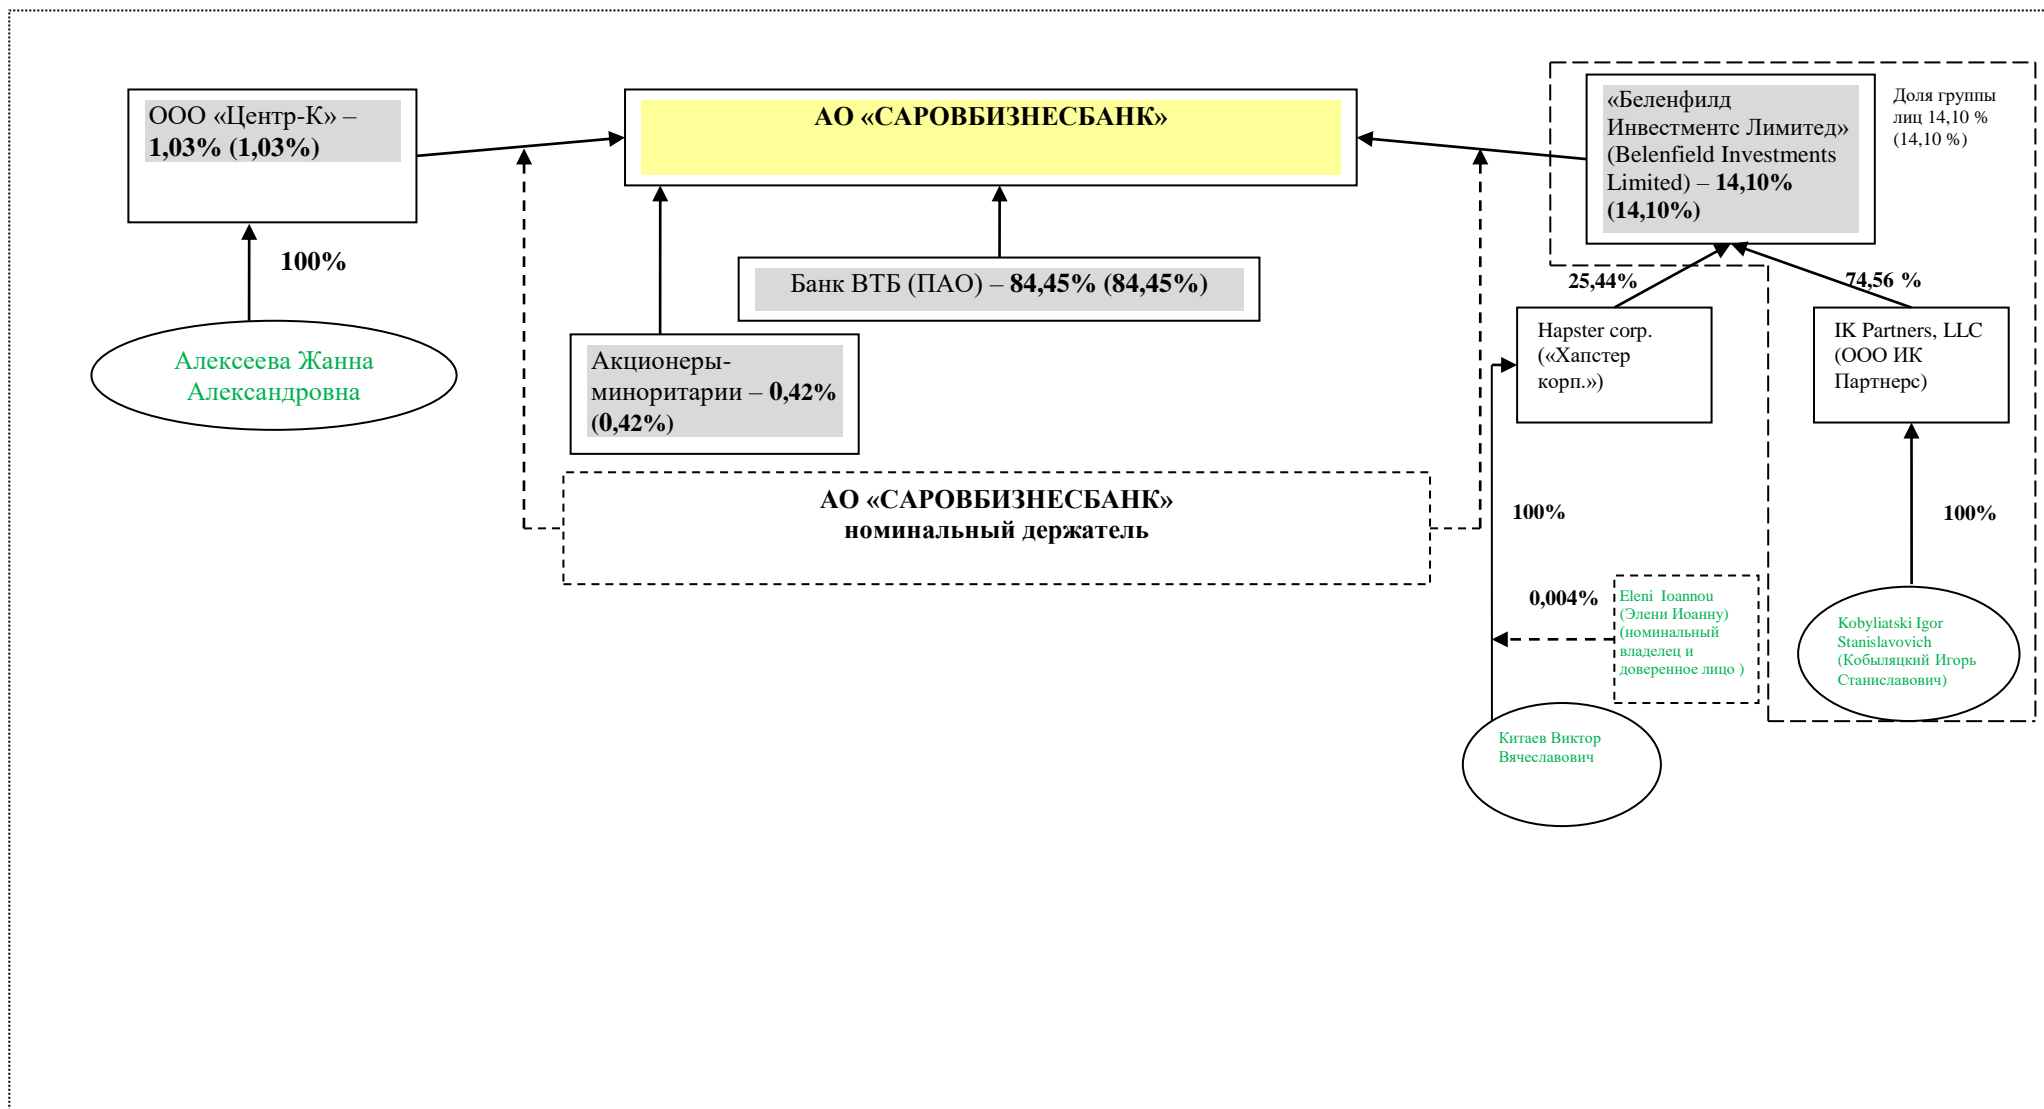 ООО «Центр-К» –
1,03% (1,03%)
АО «САРОВБИЗНЕСБАНК»
«Беленфилд
Инвестментс Лимитед»
(Belenfield Investments
Limited) – 14,10%
(14,10%)
Доля группы
лиц 14,10 %
(14,10 %)
100%
Банк ВТБ (ПАО) – 84,45% (84,45%)
25,44%
74,56 %
Алексеева Жанна
Александровна
Акционеры-
миноритарии – 0,42%
(0,42%)
Hapster corp.
(«Хапстер
корп.»)
IK Partners, LLC
(ООО ИК
Партнерс)
АО «САРОВБИЗНЕСБАНК»
номинальный держатель
100%
100%
0,004%
Eleni Ioannou
(Элени Иоанну)
(номинальный
владелец и
доверенное лицо )
Kobyliatski Igor
Stanislavovich
(Кобыляцкий Игорь
Станиславович)
Китаев Виктор
Вячеславович